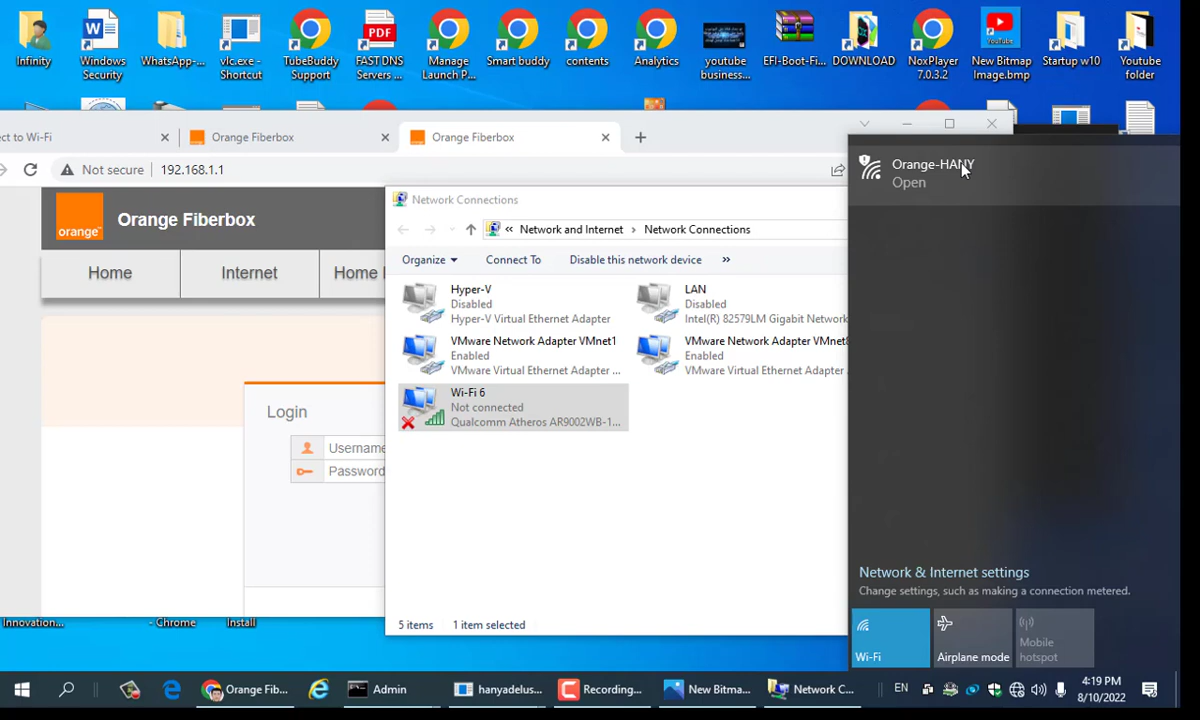 Infinity
Windows Security
WhatsApp-...
vlc.exe - Shortcut
TubeBuddy Support
PDF
FAST DNS Servers ...
Manage Launch P...
Smart buddy
contents
Analytics
youtube business...
EFI-Boot-Fi...
DOWNLOAD
NoxPlayer 7.0.3.2
YouTube
New Bitmap Image.bmp
Startup w10
Youtube folder
ect to Wi-Fi
Orange Fiberbox
Orange Fiberbox
Not secure
192.168.1.1
orange
Orange Fiberbox
Home
Internet
Login
Username
Password
Network Connections
« Network and Internet > Network Connections
Organize
Connect To
Disable this network device
»
Hyper-V
Disabled
Hyper-V Virtual Ethernet Adapter
LAN
Disabled
Intel(R) 82579LM Gigabit Network
VMware Network Adapter VMnet1
Enabled
VMware Virtual Ethernet Adapter ...
VMware Network Adapter VMnet8
Enabled
VMware Virtual Ethernet Adapter ...
Wi-Fi 6
Not connected
Qualcomm Atheros AR9002WB-1...
5 items
1 item selected
Orange-HANY
Open
Network & Internet settings
Change settings, such as making a connection metered.
Wi-Fi
Airplane mode
Mobile hotspot
Innovation...
- Chrome
Install
Orange Fib...
Admin
hanyadelus...
Recording...
New Bitma...
Network C...
EN
4:19 PM
8/10/2022